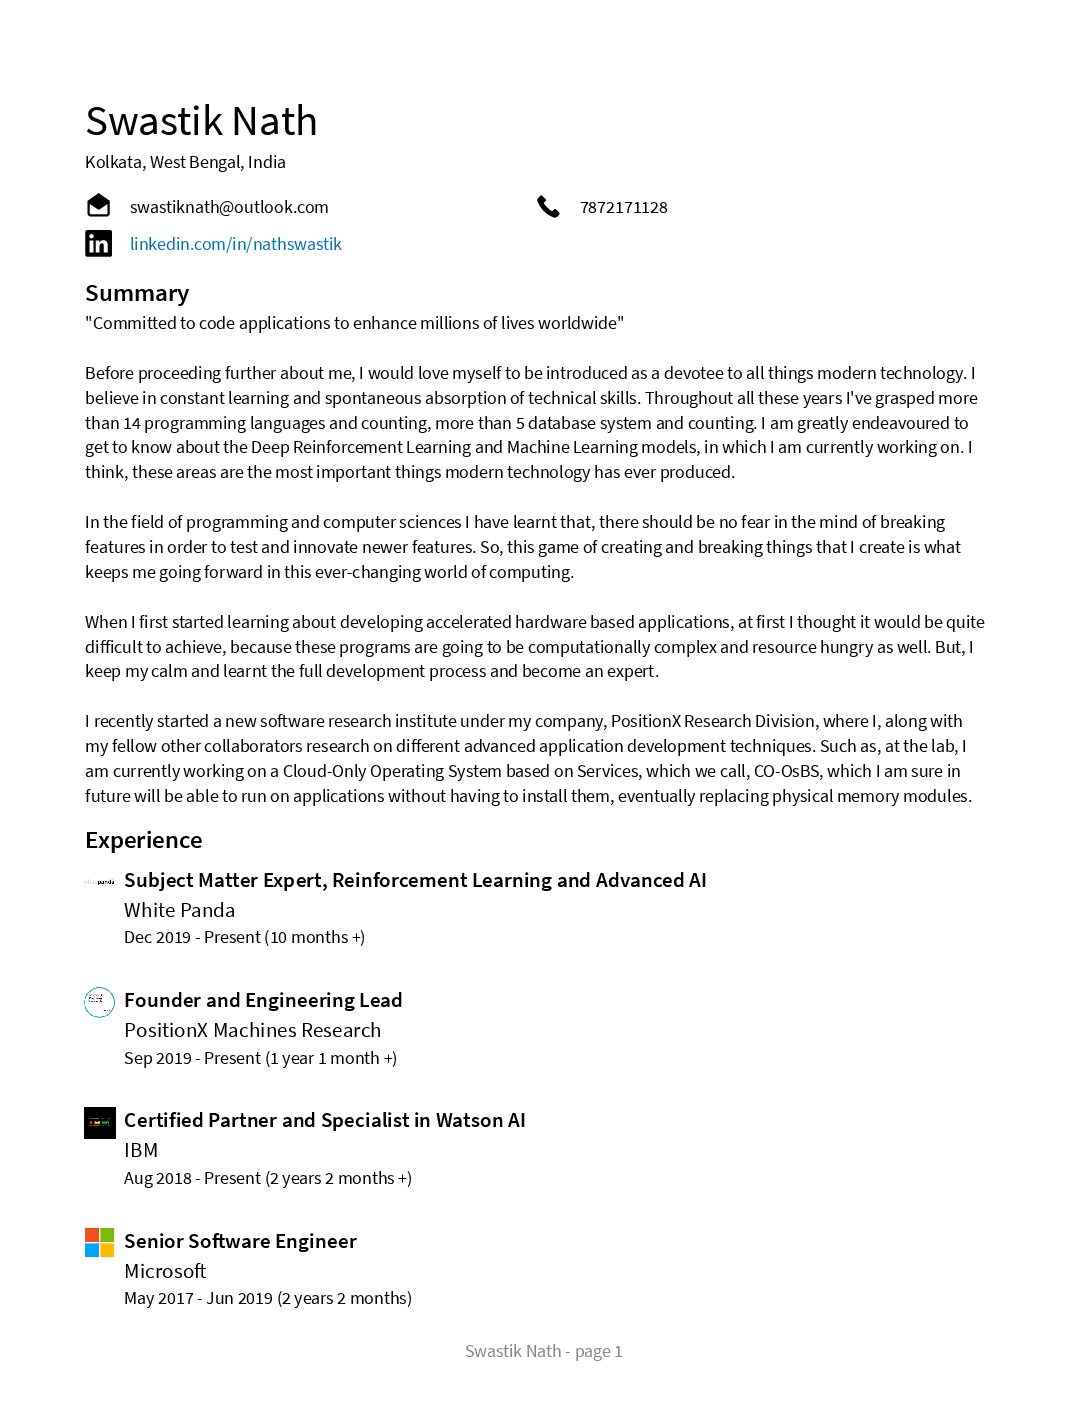 Swastik Nath
Kolkata, West Bengal, India
swastiknath@outlook.com 7872171128
linkedin.com/in/nathswastik
Summary
"Committed to code applications to enhance millions of lives worldwide"
Before proceeding further about me, I would love myself to be introduced as a devotee to all things modern technology. I
believe in constant learning and spontaneous absorption of technical skills. Throughout all these years I've grasped more
than 14 programming languages and counting, more than 5 database system and counting. I am greatly endeavoured to
get to know about the Deep Reinforcement Learning and Machine Learning models, in which I am currently working on. I
think, these areas are the most important things modern technology has ever produced.
In the field of programming and computer sciences I have learnt that, there should be no fear in the mind of breaking
features in order to test and innovate newer features. So, this game of creating and breaking things that I create is what
keeps me going forward in this ever-changing world of computing.
When I first started learning about developing accelerated hardware based applications, at first I thought it would be quite
difficult to achieve, because these programs are going to be computationally complex and resource hungry as well. But, I
keep my calm and learnt the full development process and become an expert.
I recently started a new software research institute under my company, PositionX Research Division, where I, along with
my fellow other collaborators research on different advanced application development techniques. Such as, at the lab, I
am currently working on a Cloud-Only Operating System based on Services, which we call, CO-OsBS, which I am sure in
future will be able to run on applications without having to install them, eventually replacing physical memory modules.
Experience
Subject Matter Expert, Reinforcement Learning and Advanced AI
White Panda
Dec 2019 - Present (10 months +)
Founder and Engineering Lead
PositionX Machines Research
Sep 2019 - Present (1 year 1 month +)
Certified Partner and Specialist in Watson AI
IBM
Aug 2018 - Present (2 years 2 months +)
Senior Software Engineer
Microsoft
May 2017 - Jun 2019 (2 years 2 months)
Swastik Nath - page 1